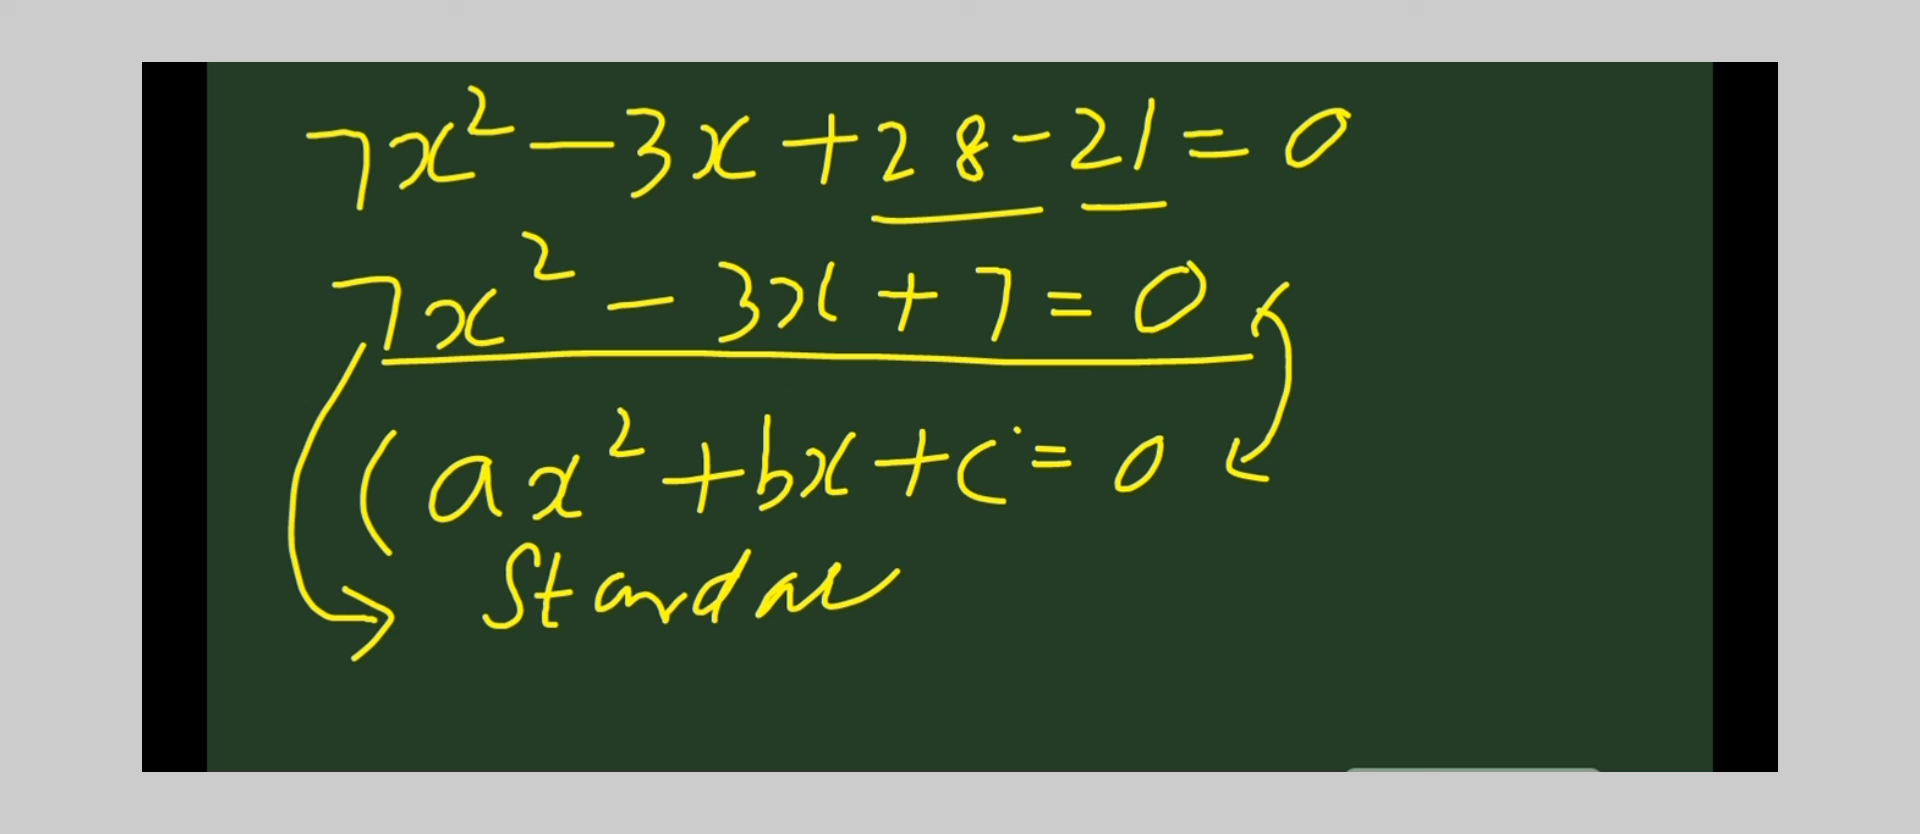 7x² - 3x + 28 - 21 = 0
7x² - 3x + 7 = 0
(ax² + bx + c = 0
Standar